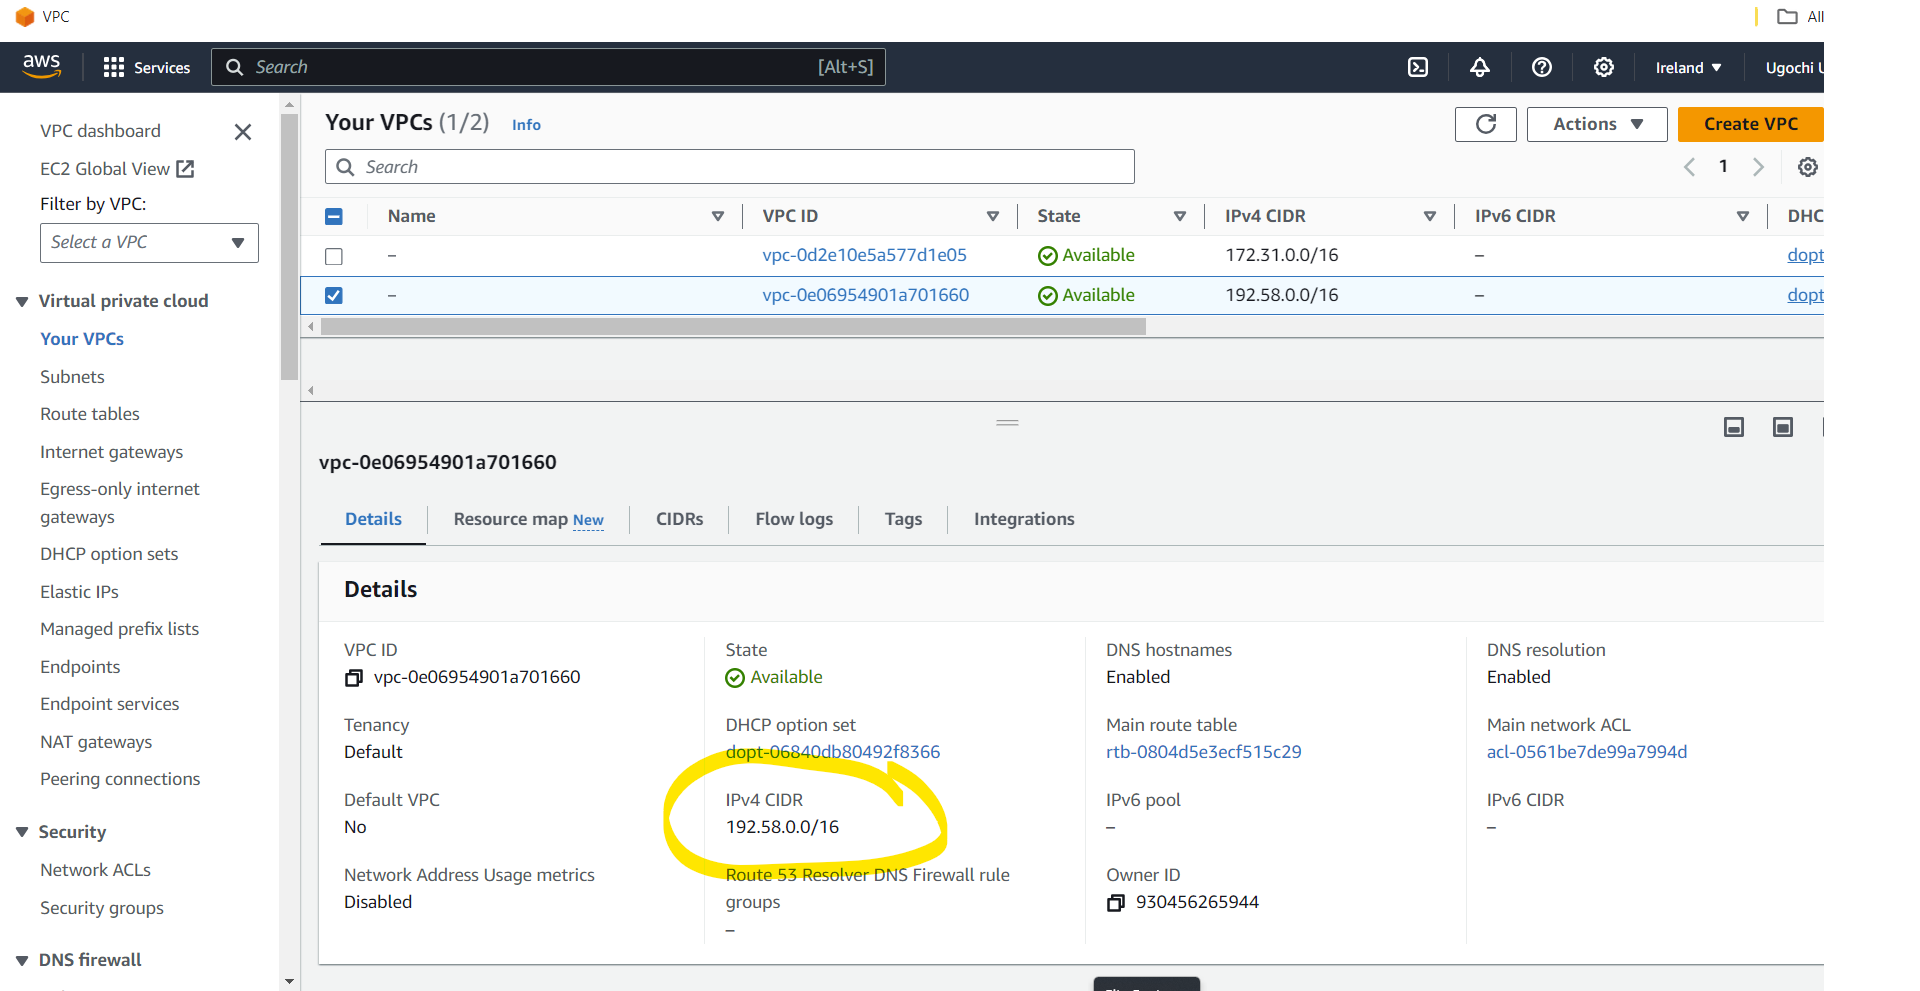 VPC
All
aws
Services
Search
[Alt+S]
Ireland
Ugochi
VPC dashboard
EC2 Global View
Filter by VPC:
Select a VPC
Virtual private cloud
Your VPCs
Subnets
Route tables
Internet gateways
Egress-only internet
gateways
DHCP option sets
Elastic IPs
Managed prefix lists
Endpoints
Endpoint services
NAT gateways
Peering connections
Security
Network ACLs
Security groups
DNS firewall
Your VPCs (1/2) Info
Actions
Create VPC
Search
1
Name VPC ID State IPv4 CIDR IPv6 CIDR DHC
– vpc-0d2e10e5a577d1e05 Available 172.31.0.0/16 – dopt
– vpc-0e06954901a701660 Available 192.58.0.0/16 – dopt
vpc-0e06954901a701660
Details Resource map New CIDRs Flow logs Tags Integrations
Details
VPC ID
vpc-0e06954901a701660
State
Available
DNS hostnames
Enabled
DNS resolution
Enabled
Tenancy
Default
DHCP option set
dopt-06840db80492f8366
Main route table
rtb-0804d5e3ecf515c29
Main network ACL
acl-0561be7de99a7994d
Default VPC
No
IPv4 CIDR
192.58.0.0/16
IPv6 pool
–
IPv6 CIDR
–
Network Address Usage metrics
Disabled
Route 53 Resolver DNS Firewall rule
groups
–
Owner ID
930456265944